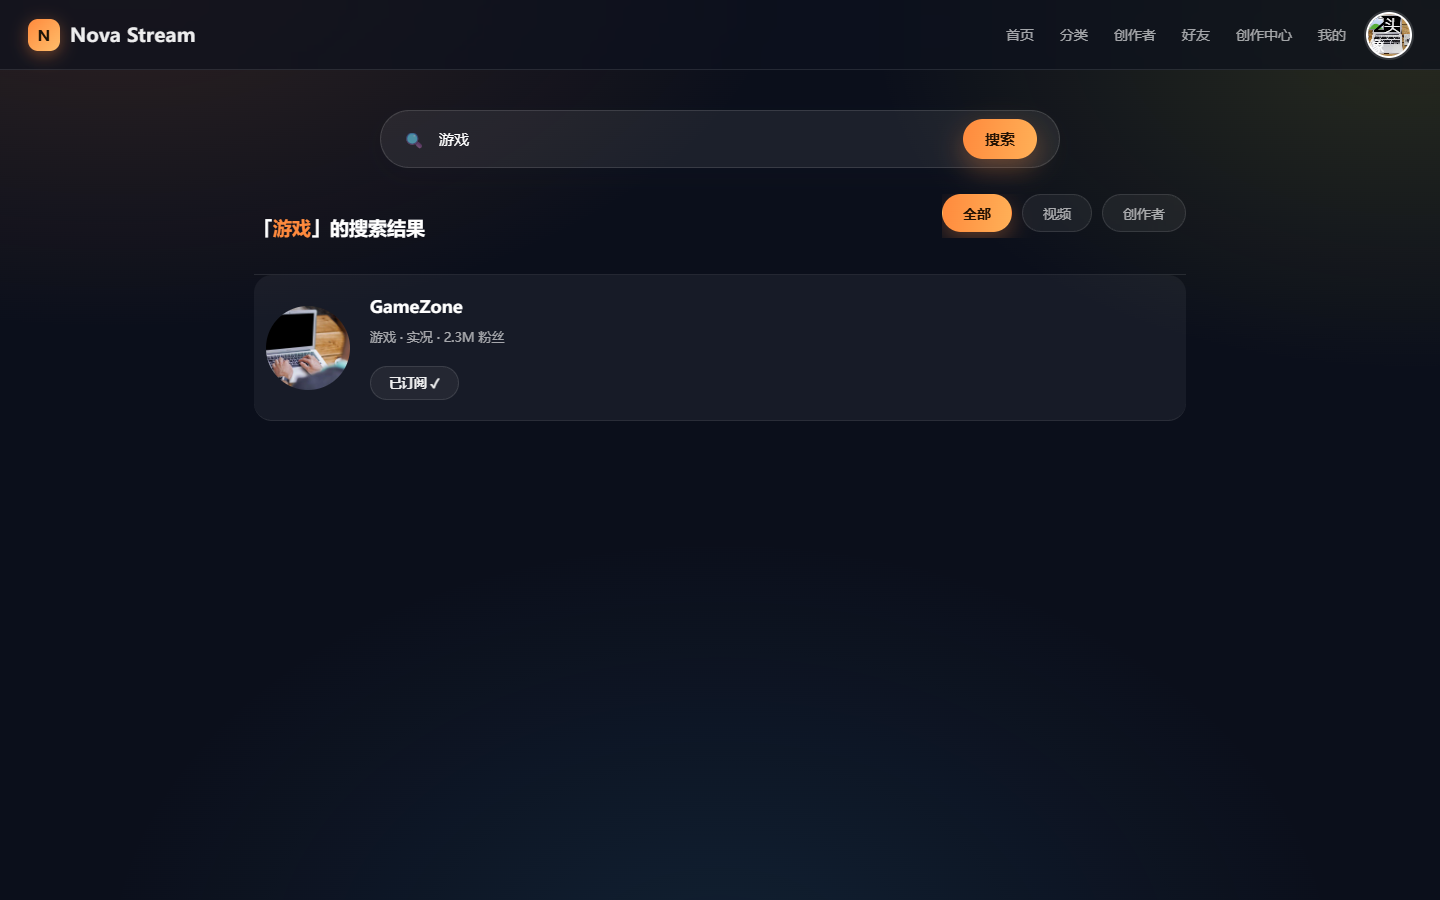 N Nova Stream
首页 分类 创作者 好友 创作中心 我的
游戏 搜索
「游戏」的搜索结果
全部 视频 创作者
GameZone
游戏 · 实况 · 2.3M 粉丝
已订阅 ✓